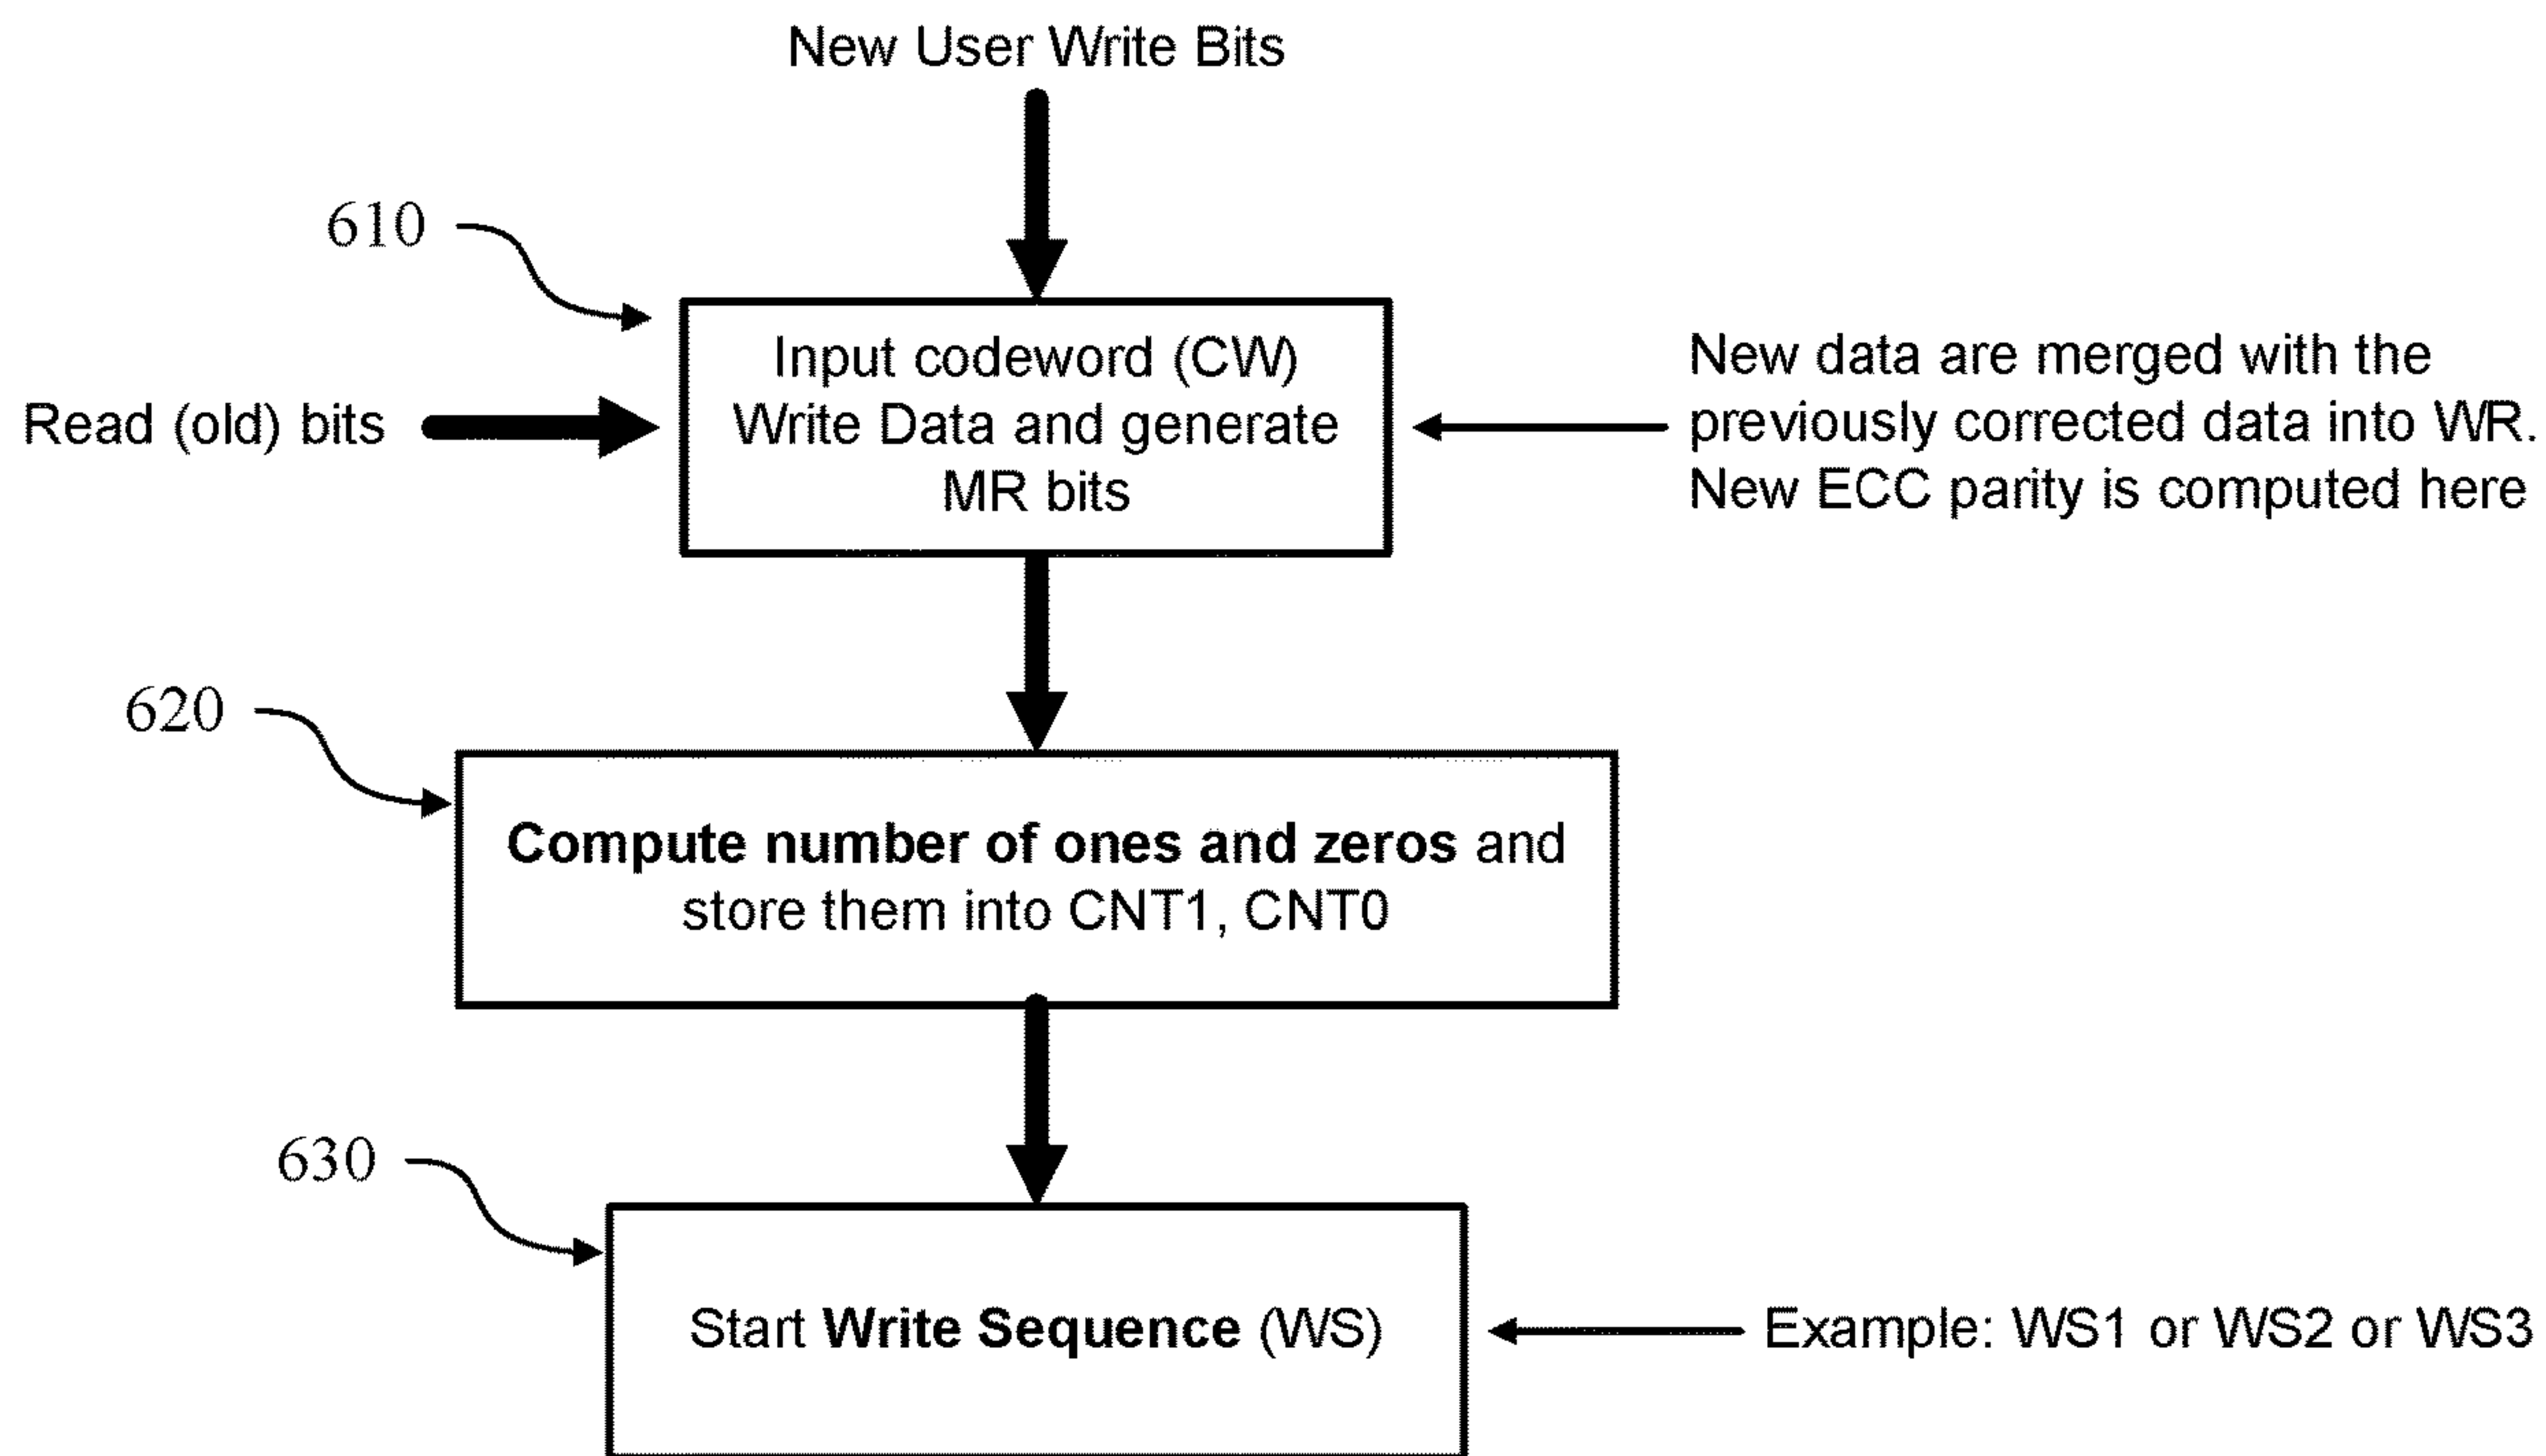 New User Write Bits
610
Input codeword (CW)
Write Data and generate
MR bits
Read (old) bits
New data are merged with the
previously corrected data into WR.
New ECC parity is computed here
620
Compute number of ones and zeros and
store them into CNT1, CNT0
630
Start Write Sequence (WS)
Example: WS1 or WS2 or WS3